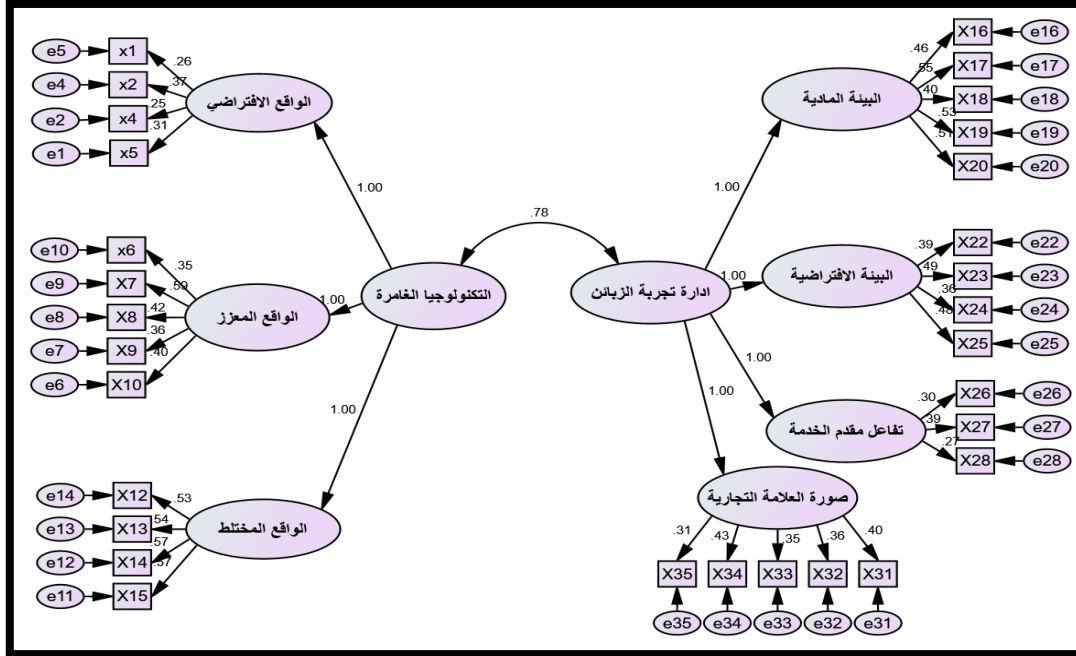 e5
x1
.26
e4
x2
.37
الواقع الافتراضي
e2
x4
.25
e1
x5
.31
1.00
e10
x6
.35
e9
X7
.59
e8
X8
.42
الواقع المعزز
1.00
التكنولوجيا الغامرة
e7
X9
.36
e6
X10
.40
1.00
e14
X12
.53
e13
X13
.54
الواقع المختلط
e12
X14
.57
e11
X15
.57
.78
ادارة تجربة الزبائن
البيئة المادية
.46
X16
e16
.55
X17
e17
.40
X18
e18
.53
X19
e19
.51
X20
e20
1.00
1.00
البيئة الافتراضية
.39
X22
e22
.49
X23
e23
.36
X24
e24
.48
X25
e25
1.00
تفاعل مقدم الخدمة
.30
X26
e26
.39
X27
e27
.27
X28
e28
1.00
صورة العلامة التجارية
.31
.43
.35
.36
.40
X35
X34
X33
X32
X31
e35
e34
e33
e32
e31